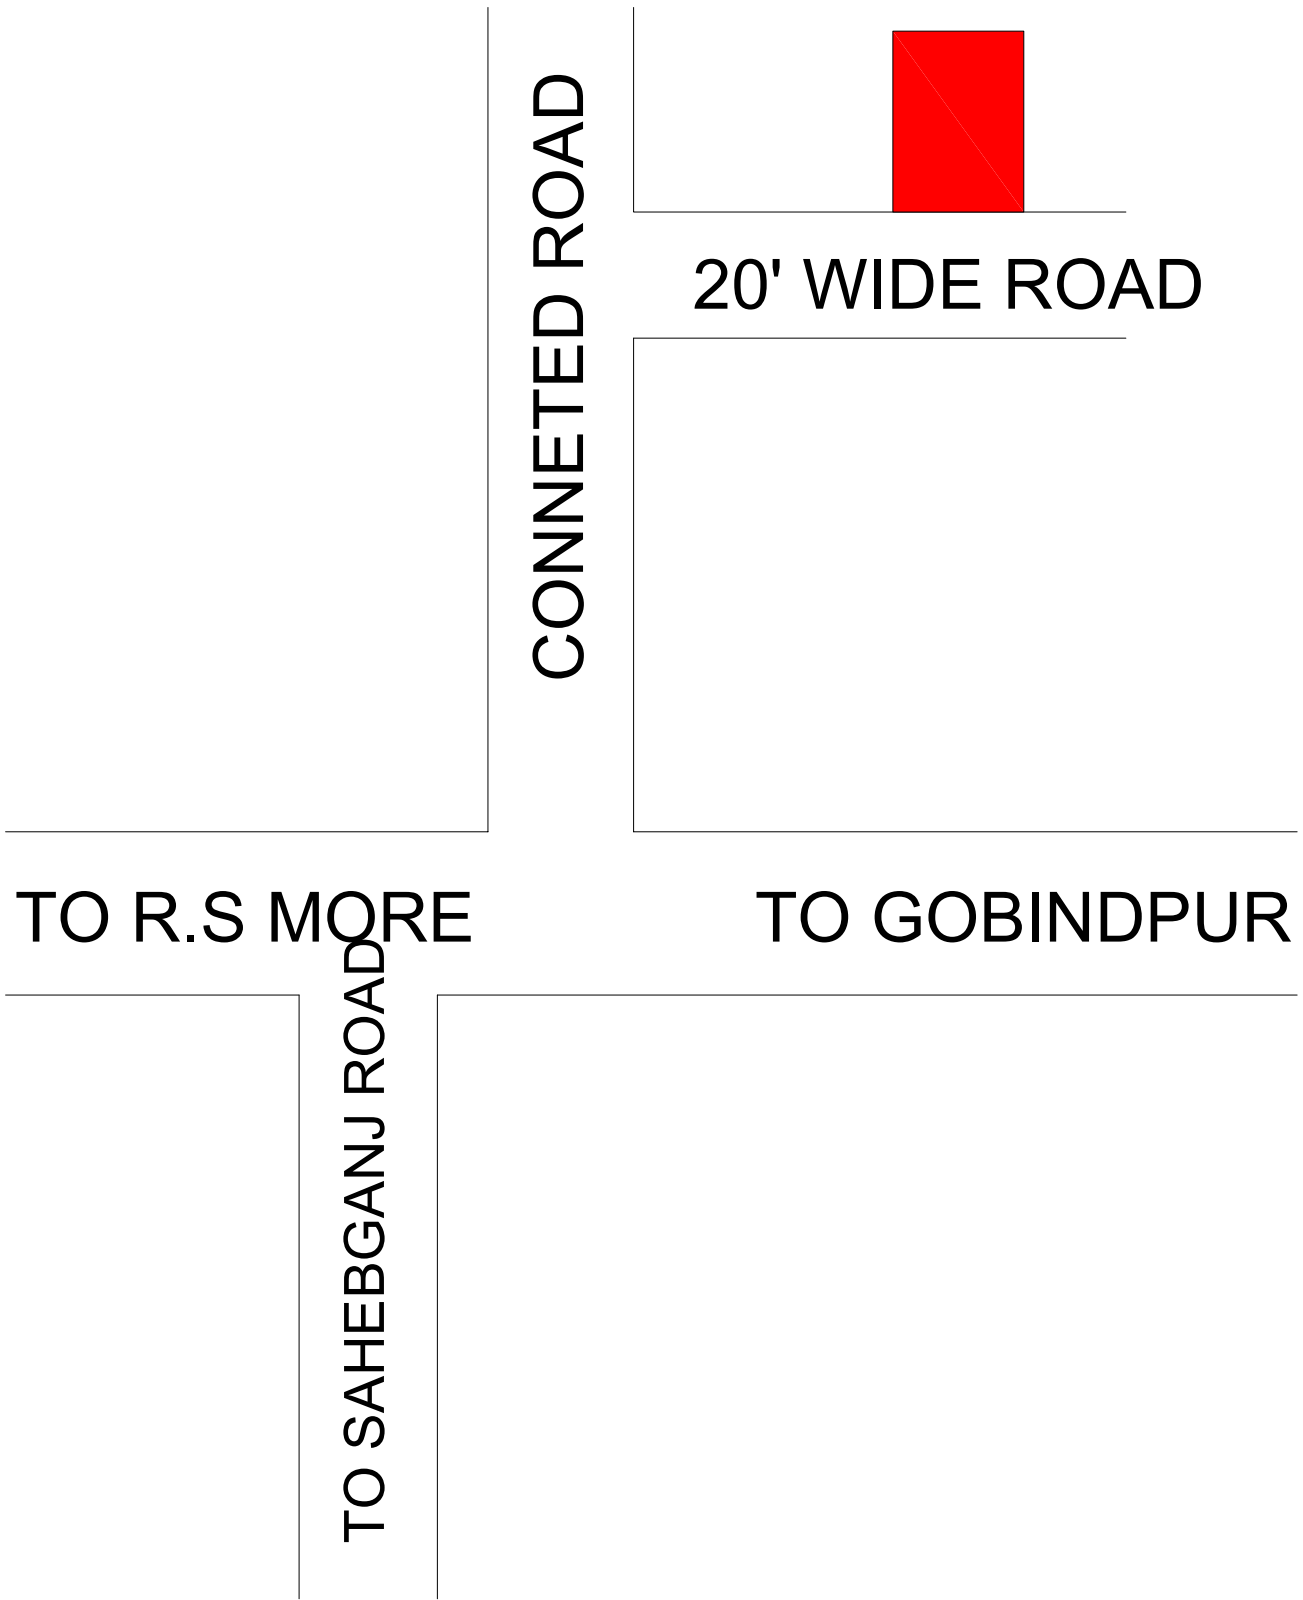 20' WIDE ROAD
CONNETED ROAD
TO R.S MORE
TO GOBINDPUR
TO SAHEBGANJ ROAD